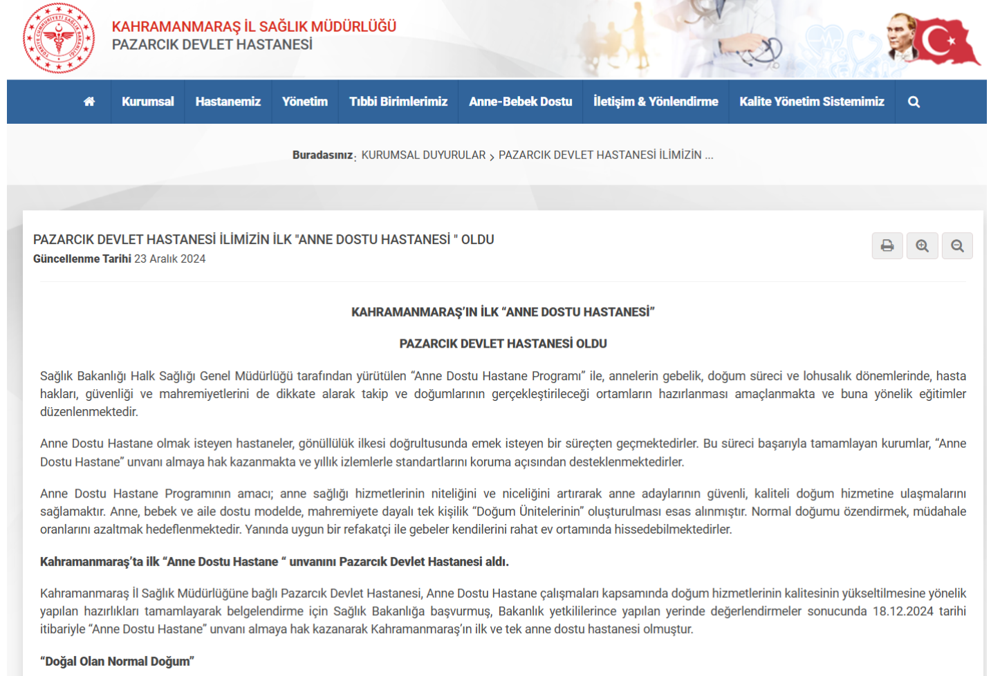 KAHRAMANMARAŞ İL SAĞLIK MÜDÜRLÜĞÜ
PAZARCIK DEVLET HASTANESİ
Kurumsal
Hastanemiz
Yönetim
Tıbbi Birimlerimiz
Anne-Bebek Dostu
İletişim & Yönlendirme
Kalite Yönetim Sistemimiz
Buradasınız: KURUMSAL DUYURULAR > PAZARCIK DEVLET HASTANESİ İLİMİZİN ...
PAZARCIK DEVLET HASTANESİ İLİMİZİN İLK "ANNE DOSTU HASTANESİ " OLDU
Güncellenme Tarihi 23 Aralık 2024
KAHRAMANMARAŞ’IN İLK “ANNE DOSTU HASTANESİ”
PAZARCIK DEVLET HASTANESİ OLDU
Sağlık Bakanlığı Halk Sağlığı Genel Müdürlüğü tarafından yürütülen “Anne Dostu Hastane Programı” ile, annelerin gebelik, doğum süreci ve lohusalık dönemlerinde, hasta
hakları, güvenliği ve mahremiyetlerini de dikkate alarak takip ve doğumlarının gerçekleştirileceği ortamların hazırlanması amaçlanmakta ve buna yönelik eğitimler
düzenlenmektedir.
Anne Dostu Hastane olmak isteyen hastaneler, gönüllülük ilkesi doğrultusunda emek isteyen bir süreçten geçmektedirler. Bu süreci başarıyla tamamlayan kurumlar, “Anne
Dostu Hastane” unvanı almaya hak kazanmakta ve yıllık izlemlerle standartlarını koruma açısından desteklenmektedirler.
Anne Dostu Hastane Programının amacı; anne sağlığı hizmetlerinin niteliğini ve niceliğini artırarak anne adaylarının güvenli, kaliteli doğum hizmetine ulaşmalarını
sağlamaktır. Anne, bebek ve aile dostu modelde, mahremiyete dayalı tek kişilik “Doğum Ünitelerinin” oluşturulması esas alınmıştır. Normal doğumu özendirmek, müdahale
oranlarını azaltmak hedeflenmektedir. Yanında uygun bir refakatçi ile gebeler kendilerini rahat ev ortamında hissedebilmektedirler.
Kahramanmaraş’ta ilk “Anne Dostu Hastane “ unvanını Pazarcık Devlet Hastanesi aldı.
Kahramanmaraş İl Sağlık Müdürlüğüne bağlı Pazarcık Devlet Hastanesi, Anne Dostu Hastane çalışmaları kapsamında doğum hizmetlerinin kalitesinin yükseltilmesine yönelik
yapılan hazırlıkları tamamlayarak belgelendirme için Sağlık Bakanlığa başvurmuş, Bakanlık yetkililerince yapılan yerinde değerlendirmeler sonucunda 18.12.2024 tarihi
itibariyle “Anne Dostu Hastane” unvanı almaya hak kazanarak Kahramanmaraş’ın ilk ve tek anne dostu hastanesi olmuştur.
“Doğal Olan Normal Doğum”